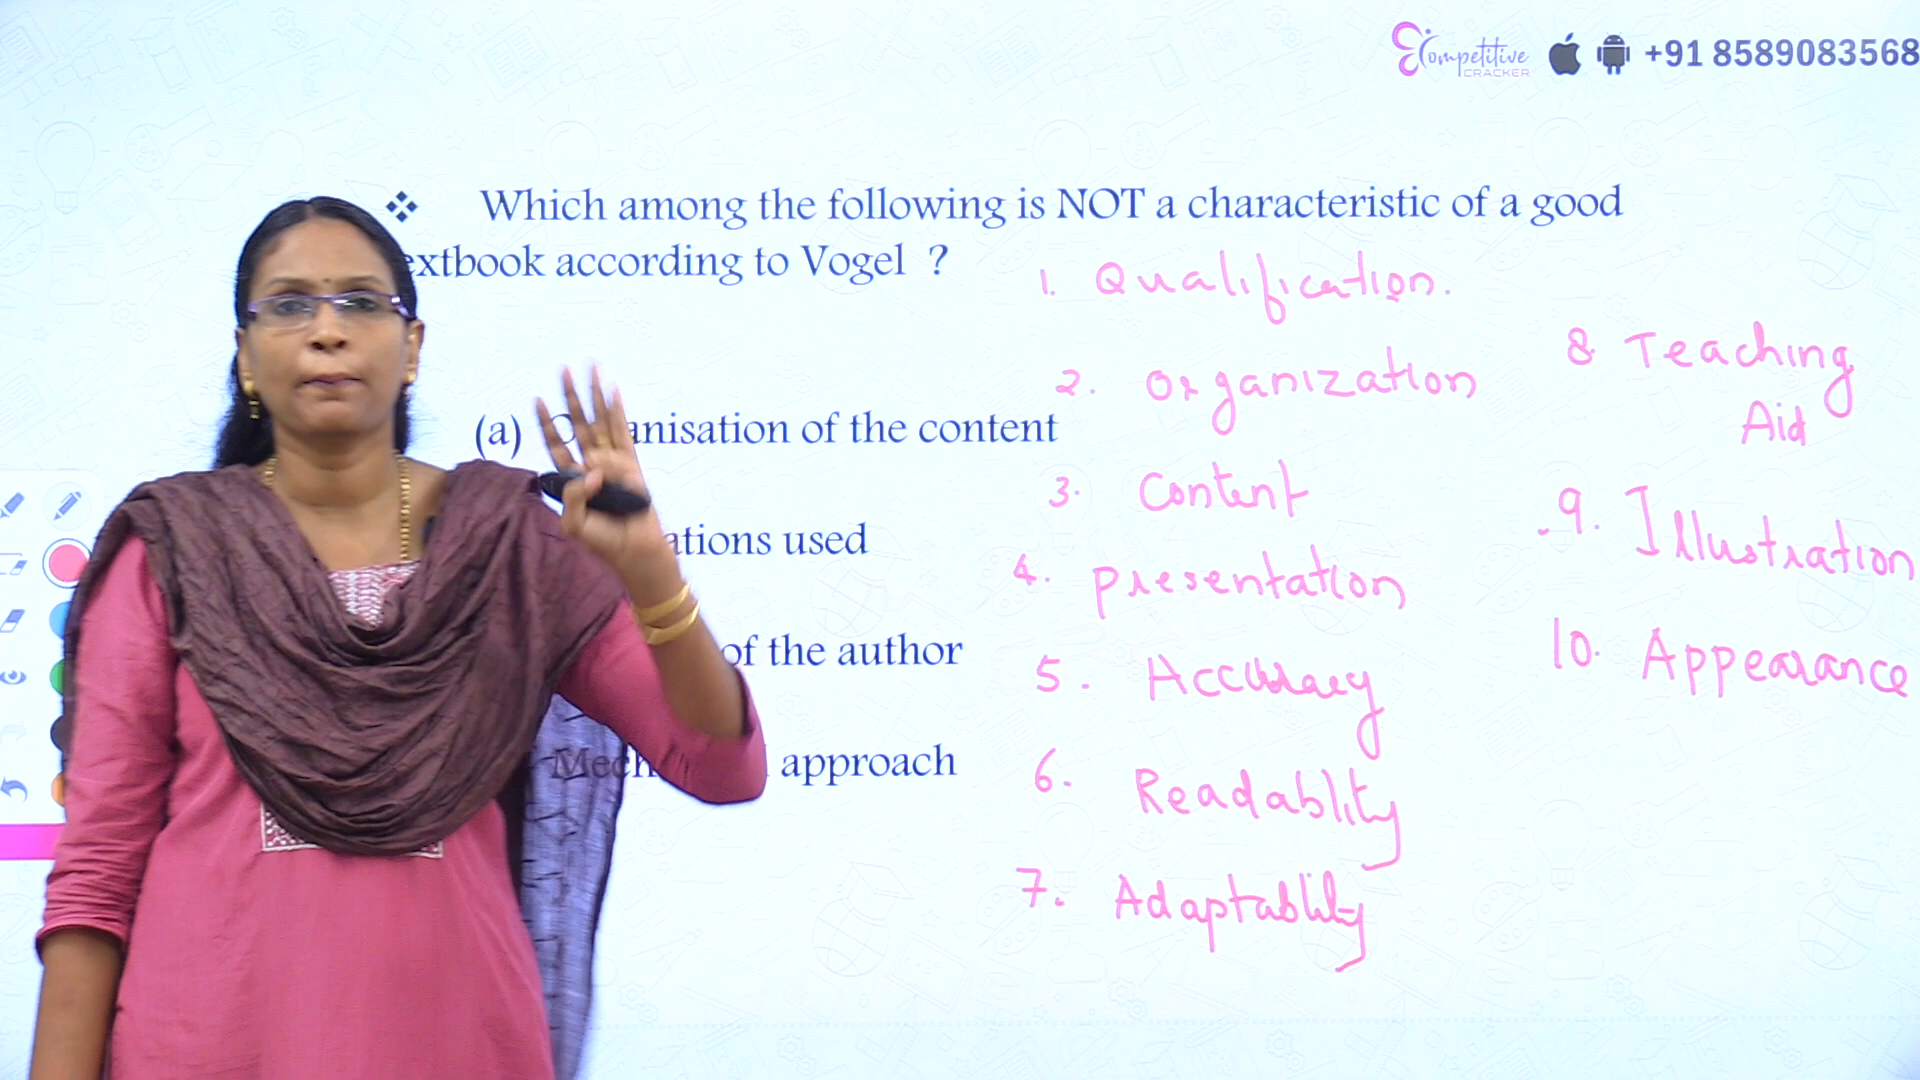 Competitive
CRACKER
+91 8589083568
Which among the following is NOT a characteristic of a good
extbook according to Vogel ?
(a) anisation of the content
ations used
of the author
approach
1. Qualification.
2. Organization
3. Content
4. presentation
5. Accuracy
6. Readablity
7. Adaptablity
8. Teaching
Aid
9. Illustration
10. Appearance